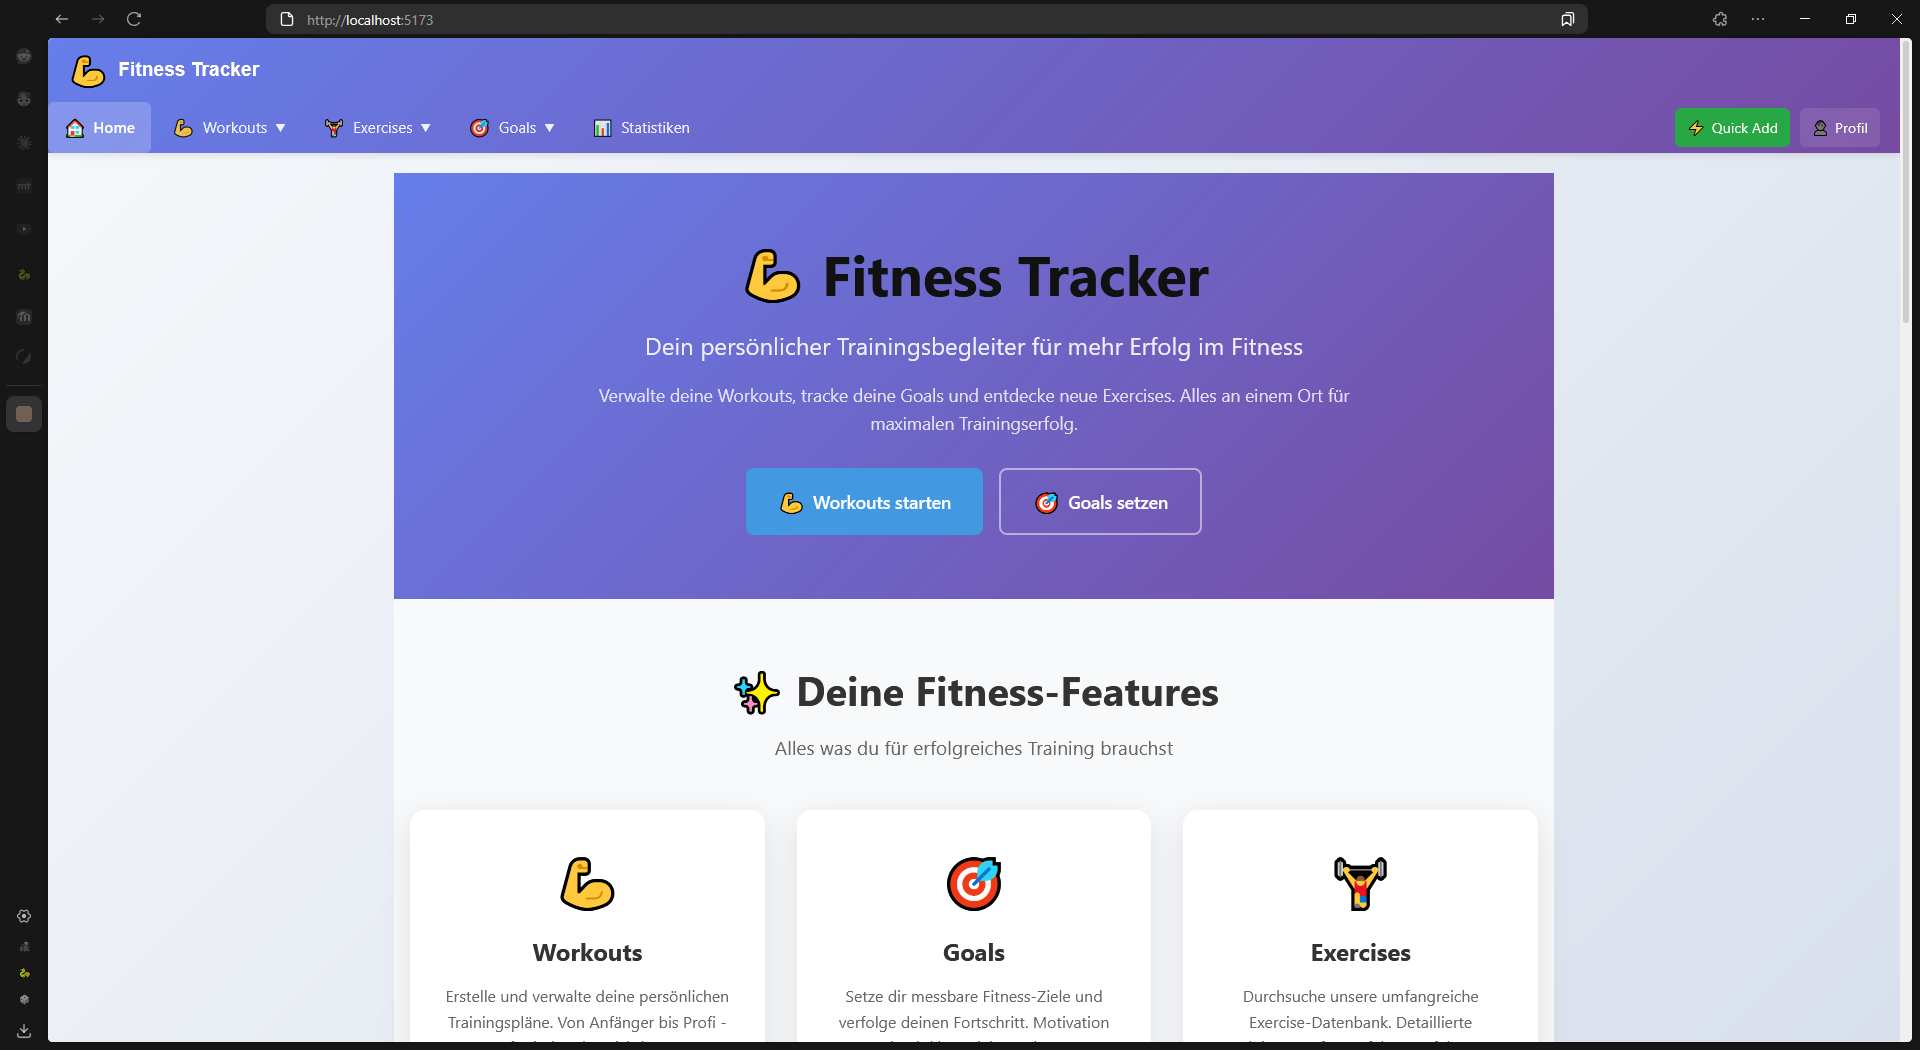 http://localhost:5173
Fitness Tracker
Home
Workouts ▼
Exercises ▼
Goals ▼
Statistiken
Quick Add
Profil
Fitness Tracker
Dein persönlicher Trainingsbegleiter für mehr Erfolg im Fitness
Verwalte deine Workouts, tracke deine Goals und entdecke neue Exercises. Alles an einem Ort für
maximalen Trainingserfolg.
Workouts starten
Goals setzen
Deine Fitness-Features
Alles was du für erfolgreiches Training brauchst
Workouts
Erstelle und verwalte deine persönlichen
Trainingspläne. Von Anfänger bis Profi -
Goals
Setze dir messbare Fitness-Ziele und
verfolge deinen Fortschritt. Motivation
Exercises
Durchsuche unsere umfangreiche
Exercise-Datenbank. Detaillierte